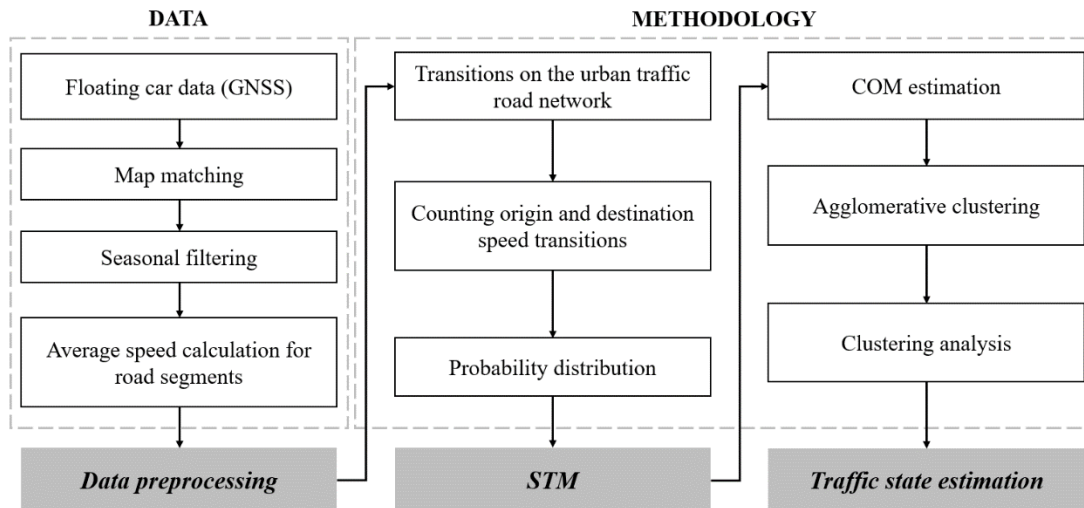 DATA
Floating car data (GNSS)
Map matching
Seasonal filtering
Average speed calculation for
road segments
Data preprocessing
METHODOLOGY
Transitions on the urban traffic
road network
Counting origin and destination
speed transitions
Probability distribution
STM
COM estimation
Agglomerative clustering
Clustering analysis
Traffic state estimation